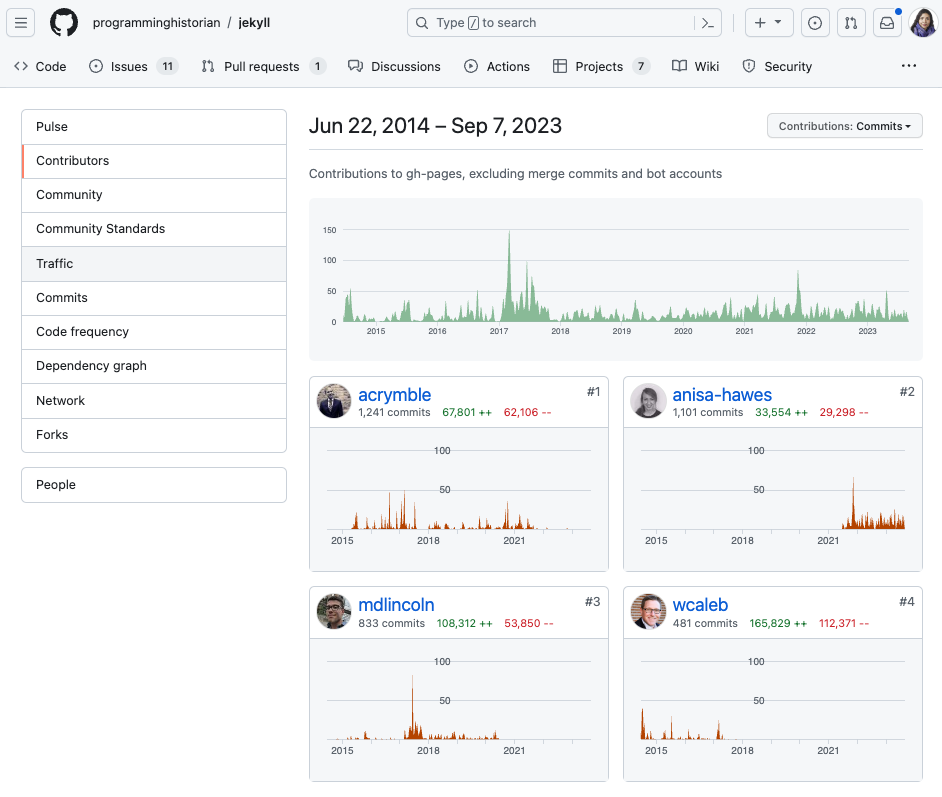 programminghistorian / jekyll
Type / to search
Code
Issues 11
Pull requests 1
Discussions
Actions
Projects 7
Wiki
Security
Pulse
Contributors
Community
Community Standards
Traffic
Commits
Code frequency
Dependency graph
Network
Forks
People
Jun 22, 2014 – Sep 7, 2023
Contributions: Commits
Contributions to gh-pages, excluding merge commits and bot accounts
150
100
50
0
2015 2016 2017 2018 2019 2020 2021 2022 2023
acrymble #1
1,241 commits 67,801 ++ 62,106 --
100
50
2015 2018 2021
anisa-hawes #2
1,101 commits 33,554 ++ 29,298 --
100
50
2015 2018 2021
mdlincoln #3
833 commits 108,312 ++ 53,850 --
100
50
2015 2018 2021
wcaleb #4
481 commits 165,829 ++ 112,371 --
100
50
2015 2018 2021